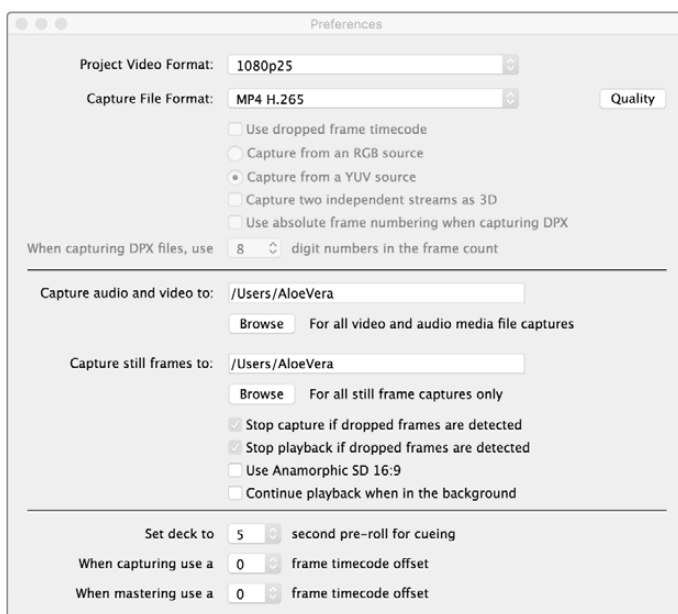 Preferences
Project Video Format: 1080p25
Capture File Format: MP4 H.265 Quality
Use dropped frame timecode
Capture from an RGB source
Capture from a YUV source
Capture two independent streams as 3D
Use absolute frame numbering when capturing DPX
When capturing DPX files, use 8 digit numbers in the frame count
Capture audio and video to: /Users/AloeVera
Browse For all video and audio media file captures
Capture still frames to: /Users/AloeVera
Browse For all still frame captures only
Stop capture if dropped frames are detected
Stop playback if dropped frames are detected
Use Anamorphic SD 16:9
Continue playback when in the background
Set deck to 5 second pre-roll for cueing
When capturing use a 0 frame timecode offset
When mastering use a 0 frame timecode offset